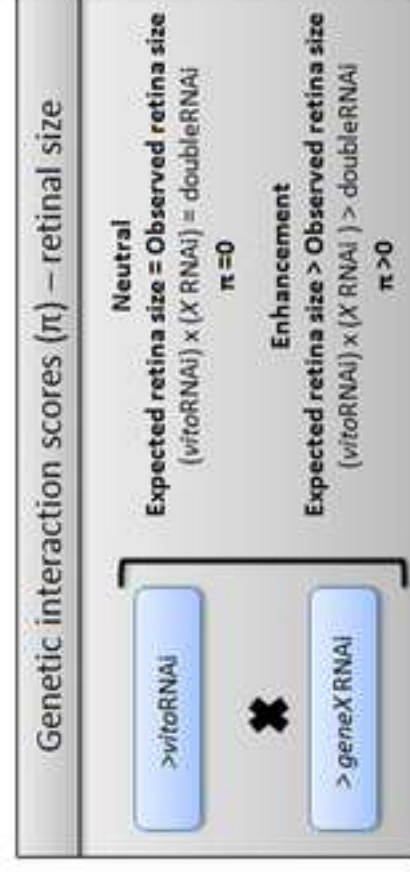 Genetic interaction scores (π) – retinal size
>vitoRNAi
✖
> geneX RNAi
Neutral
Expected retina size = Observed retina size
(vitoRNAi) x (X RNAi) = doubleRNAi
π =0
Enhancement
Expected retina size > Observed retina size
(vitoRNAi) x (X RNAi ) > doubleRNAi
π >0